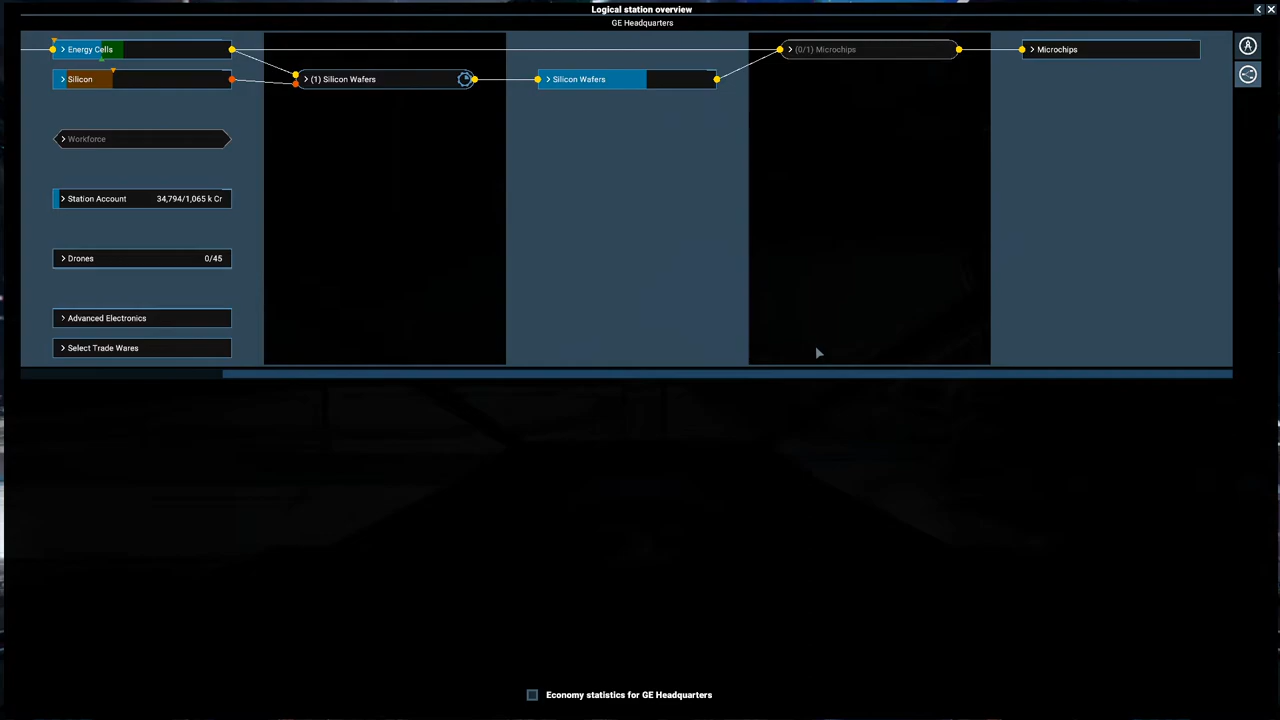 Logical station overview
GE Headquarters
Energy Cells
(0/1) Microchips
Microchips
Silicon
(1) Silicon Wafers
Silicon Wafers
Workforce
Station Account 34,794/1,065 k Cr
Drones 0/45
Advanced Electronics
Select Trade Wares
Economy statistics for GE Headquarters